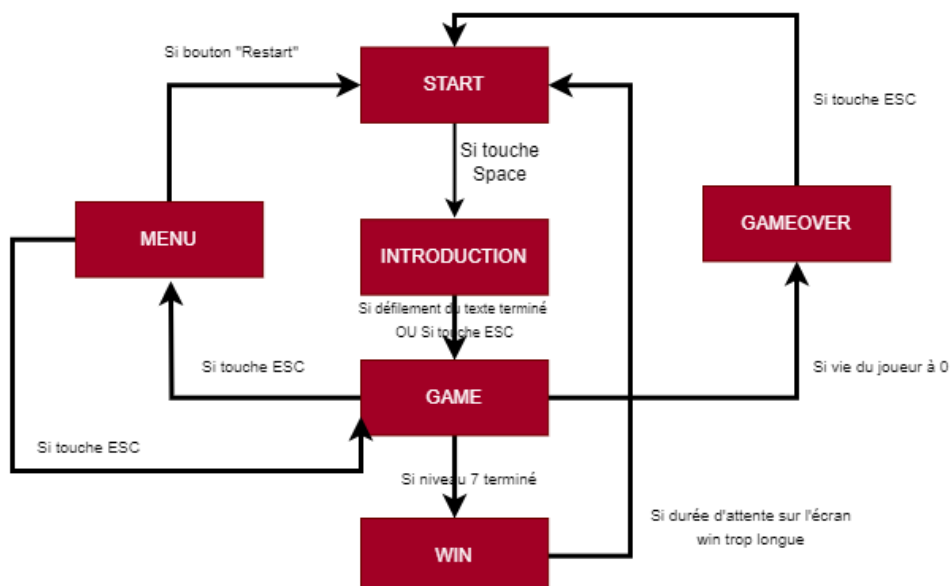 Si bouton "Restart"
START
Si touche ESC
Si touche
Space
MENU
INTRODUCTION
GAMEOVER
Si défilement du texte terminé
OU Si touche ESC
Si touche ESC
GAME
Si vie du joueur à 0
Si touche ESC
Si niveau 7 terminé
Si durée d'attente sur l'écran
win trop longue
WIN